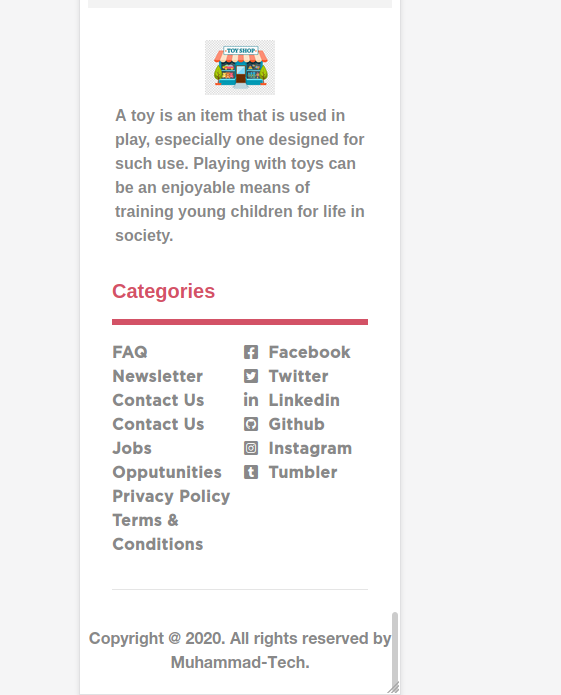 TOY SHOP
A toy is an item that is used in
play, especially one designed for
such use. Playing with toys can
be an enjoyable means of
training young children for life in
society.
Categories
FAQ
Newsletter
Contact Us
Contact Us
Jobs
Opputunities
Privacy Policy
Terms &
Conditions
Facebook
Twitter
Linkedin
Github
Instagram
Tumbler
Copyright @ 2020. All rights reserved by
Muhammad-Tech.